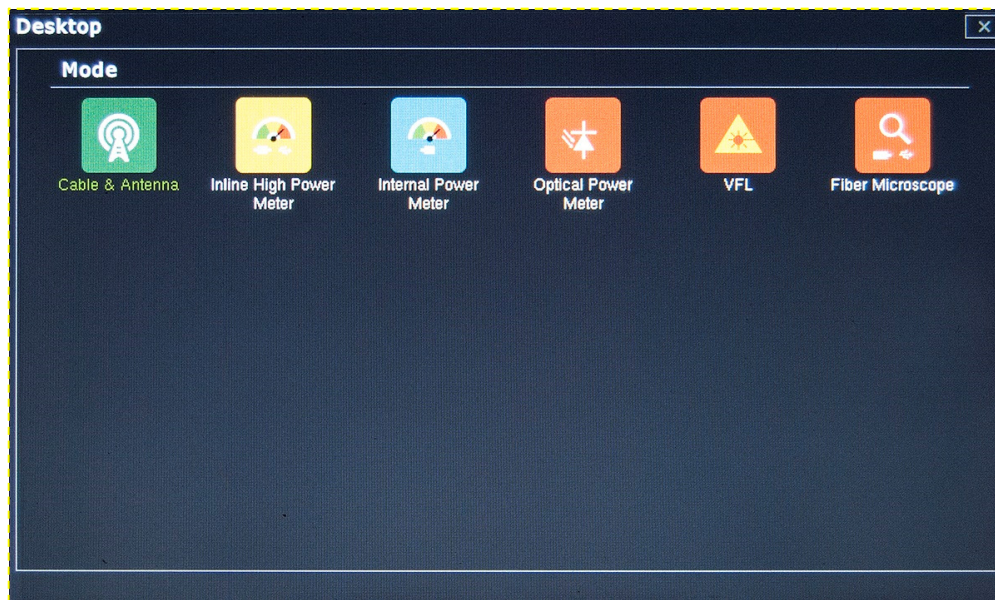 Desktop
Mode
Cable & Antenna
Inline High Power
Meter
Internal Power
Meter
Optical Power
Meter
VFL
Fiber Microscope